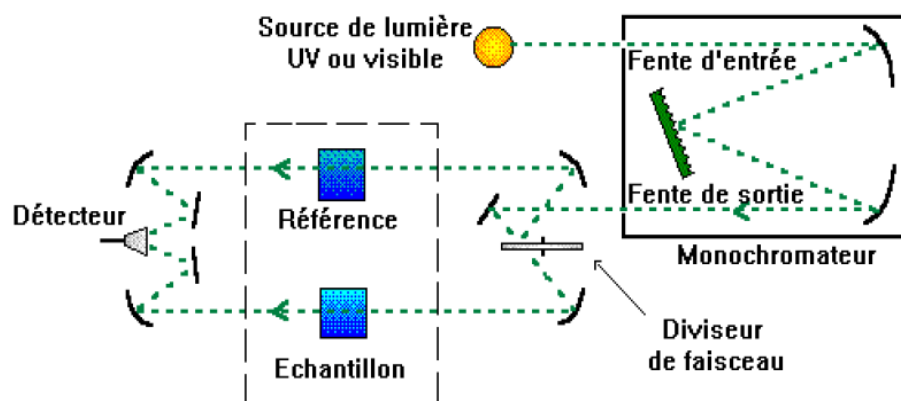 Source de lumière
UV ou visible
Fente d'entrée
Fente de sortie
Monochromateur
Référence
Détecteur
Echantillon
Diviseur
de faisceau